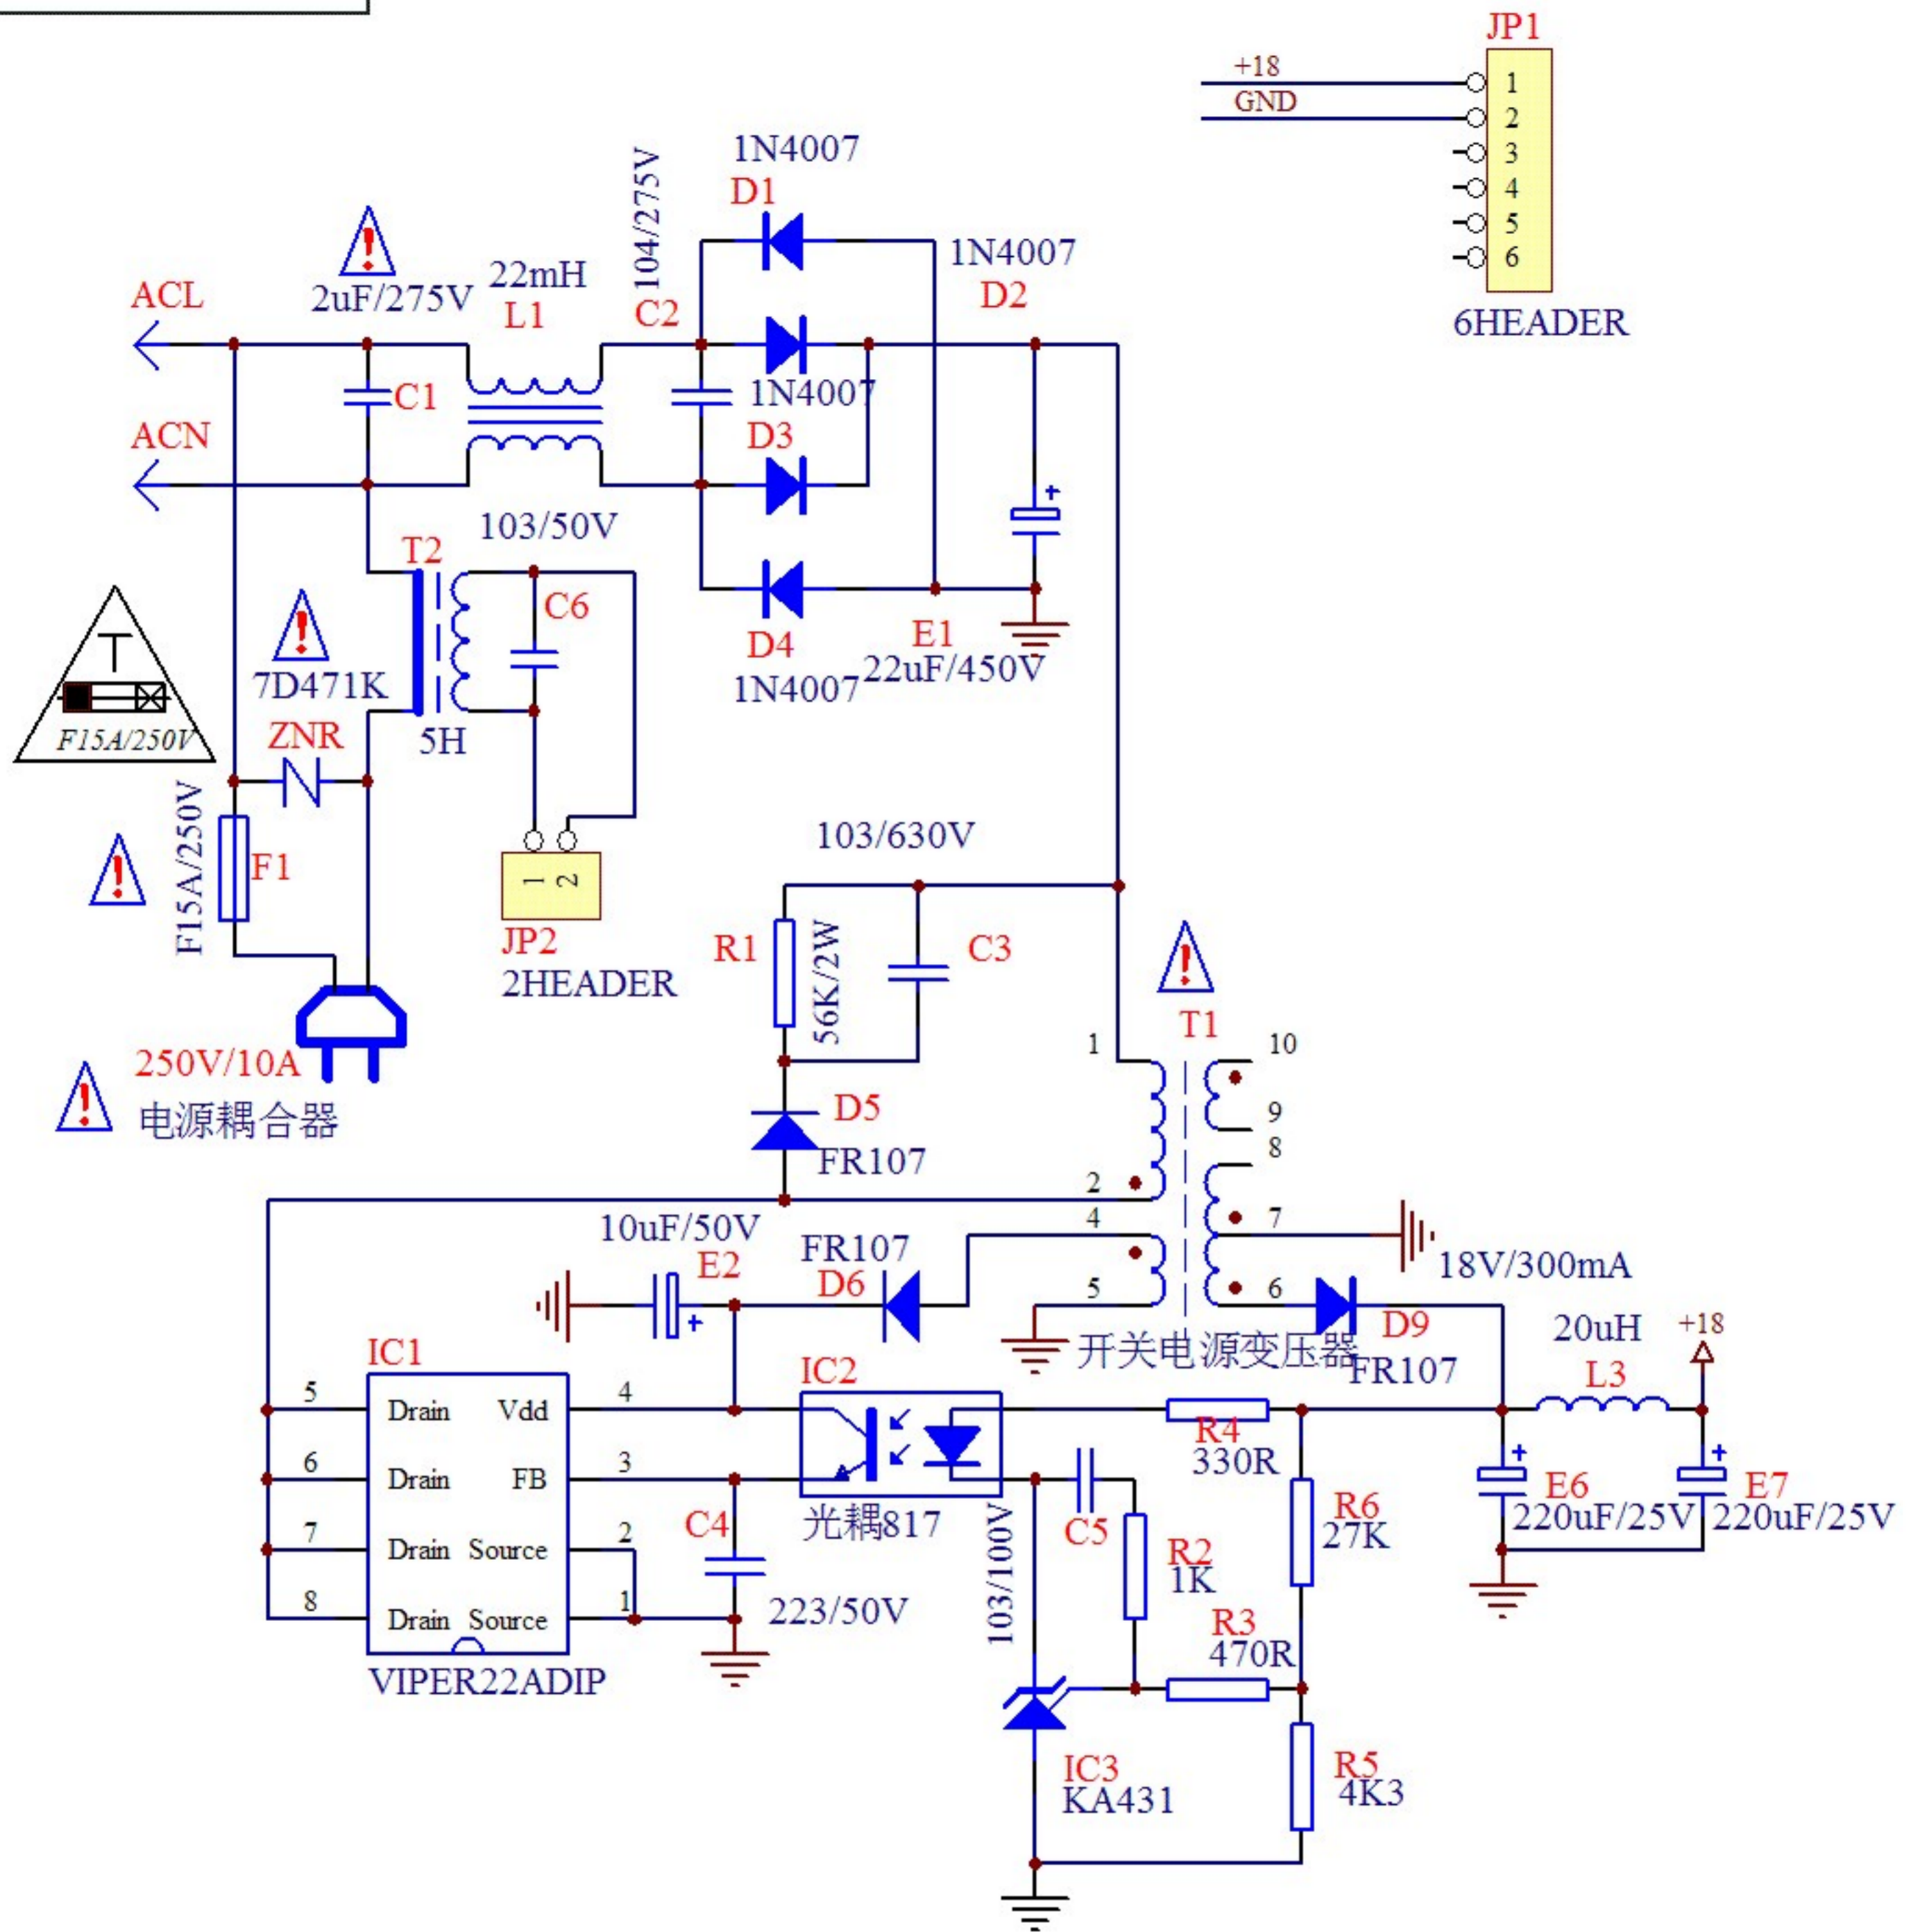 JP1
+18
1
GND
2
3
4
5
6
6HEADER
1N4007
D1
104/275V
1N4007
D2
ACL
2uF/275V
22mH
L1
C2
C1
1N4007
D3
ACN
103/50V
T2
C6
D4
1N4007
E1
22uF/450V
T
F15A/250V
7D471K
ZNR
5H
F15A/250V
F1
1
2
JP2
2HEADER
103/630V
R1
56K/2W
C3
250V/10A
电源耦合器
D5
FR107
T1
1
10
9
8
2
4
7
5
6
10uF/50V
E2
FR107
D6
18V/300mA
开关电源变压器
D9
FR107
20uH
L3
+18
IC1
5
Drain
Vdd
4
6
Drain
FB
3
7
Drain
Source
2
8
Drain
Source
1
VIPER22ADIP
IC2
光耦817
C4
223/50V
R4
330R
103/100V
C5
R2
1K
R6
27K
R3
470R
E6
220uF/25V
E7
220uF/25V
IC3
KA431
R5
4K3